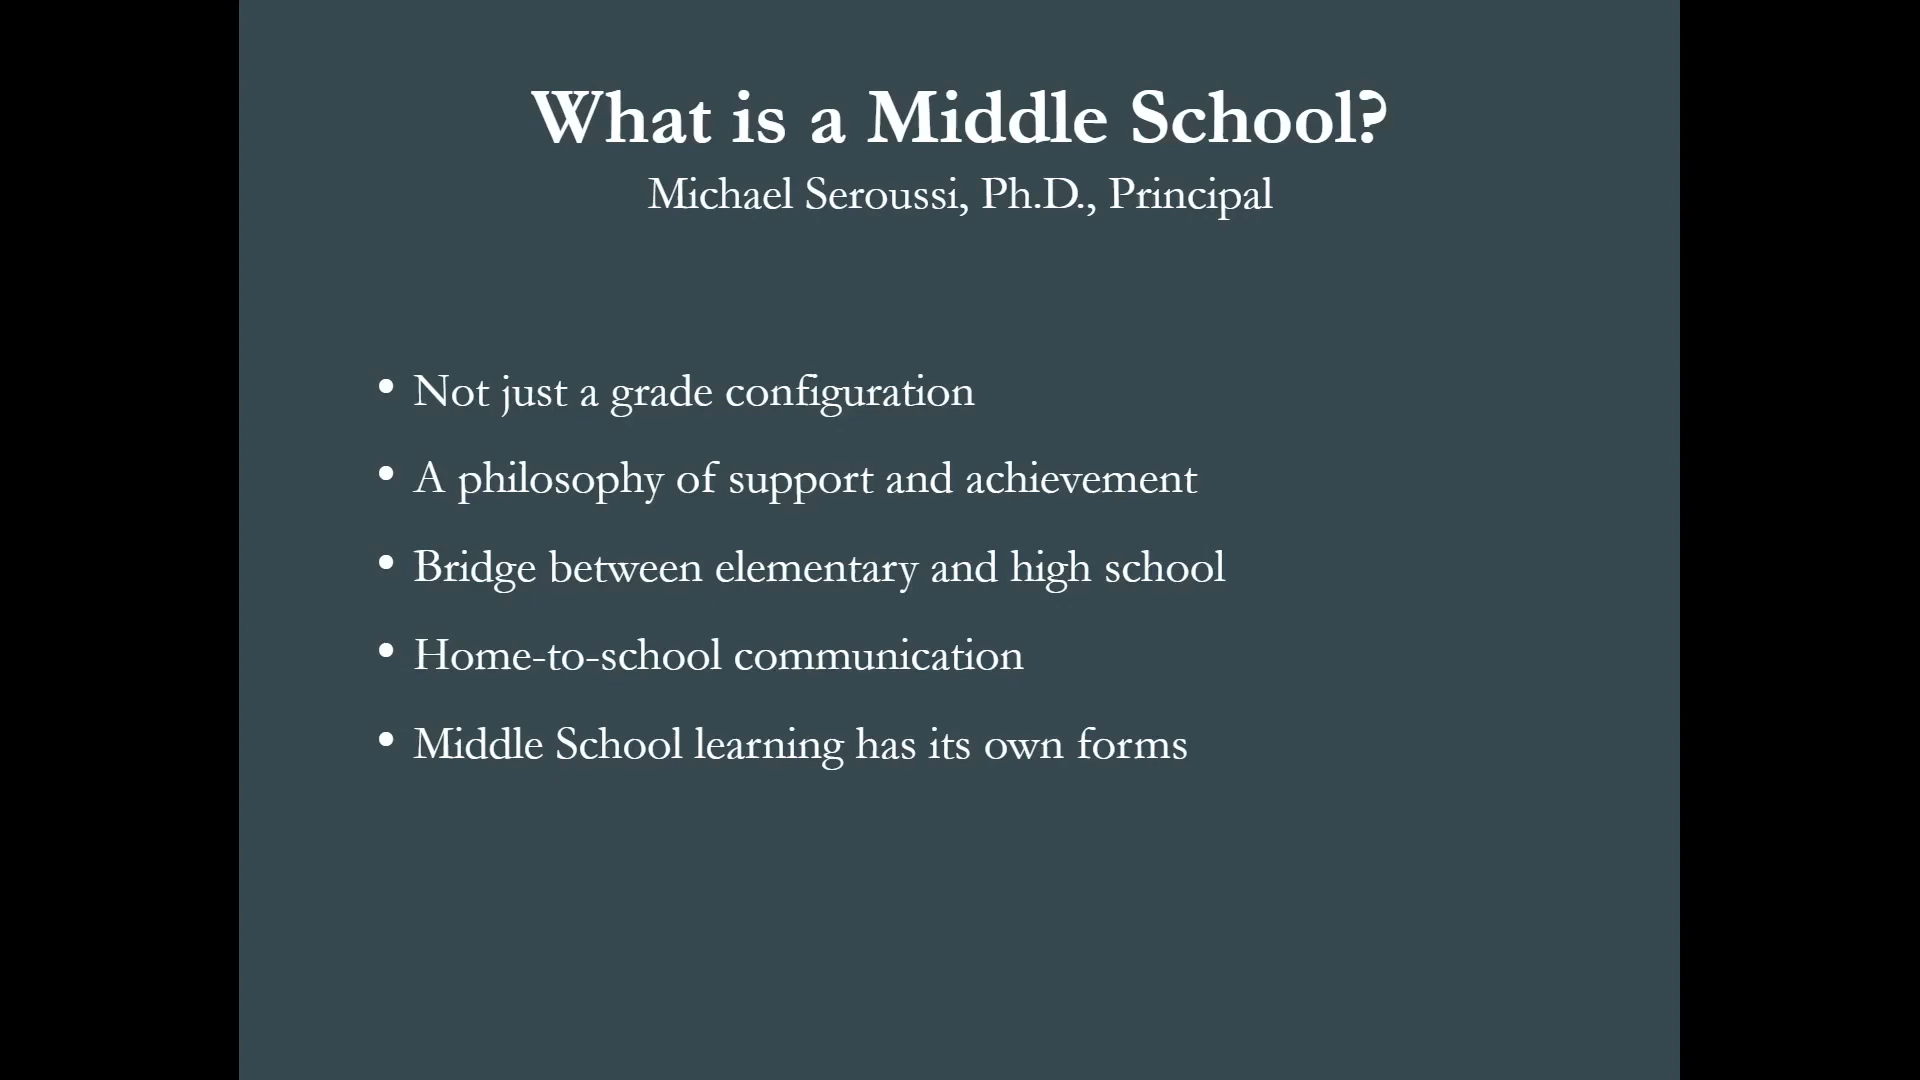 What is a Middle School?
Michael Seroussi, Ph.D., Principal
• Not just a grade configuration
• A philosophy of support and achievement
• Bridge between elementary and high school
• Home-to-school communication
• Middle School learning has its own forms